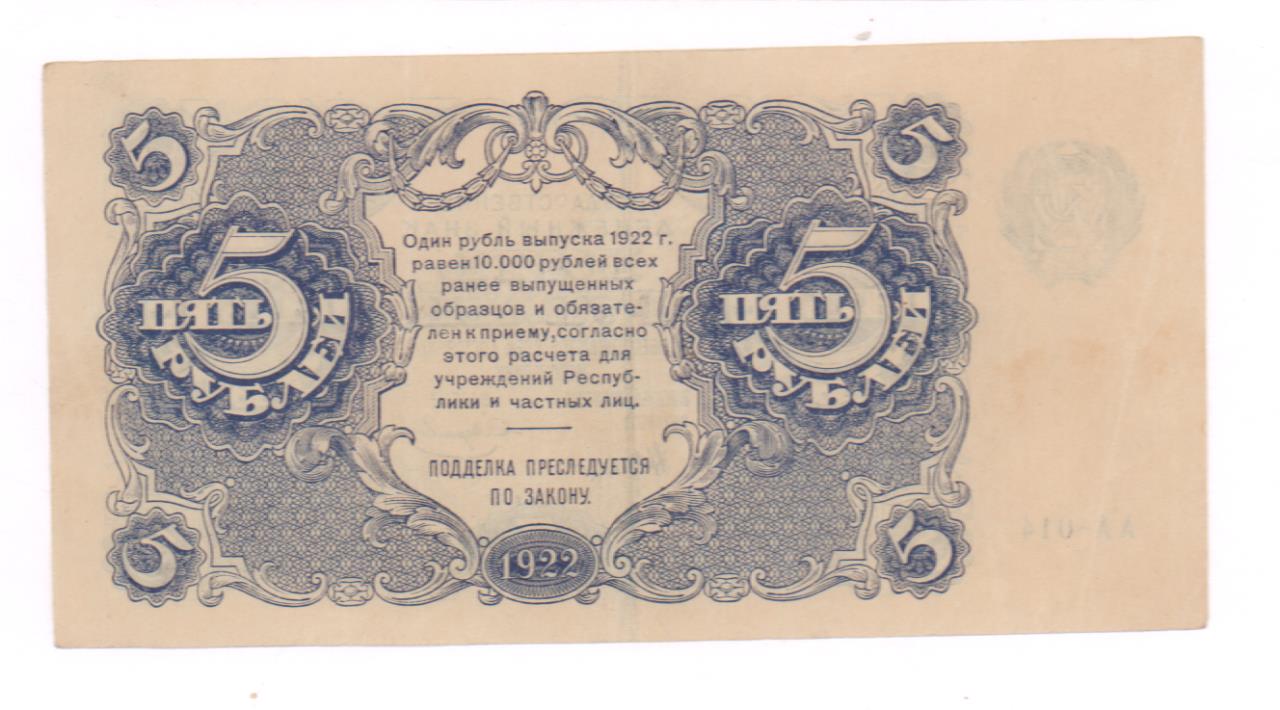 5
5
Один рубль выпуска 1922 г.
равен 10.000 рублей всех
ранее выпущенных
образцов и обязате-
лен к приему, согласно
этого расчета для
учреждений Респуб-
лики и частных лиц.
5
ПЯТЬ
РУБЛЕЙ
5
ПЯТЬ
РУБЛЕЙ
ПОДДЕЛКА ПРЕСЛЕДУЕТСЯ
ПО ЗАКОНУ.
5
1922
5
АА-014